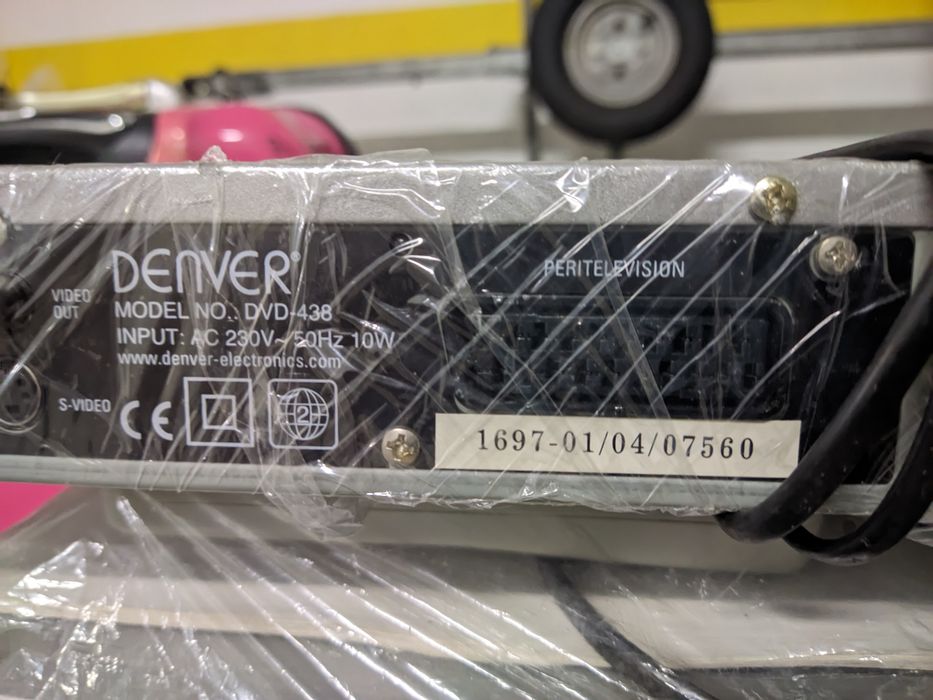 DENVER®
VIDEO
OUT
MODEL NO.: DVD-438
INPUT: AC 230V~ 50Hz 10W
www.denver-electronics.com
S-VIDEO
CE
2
PERITELEVISION
1697-01/04/07560